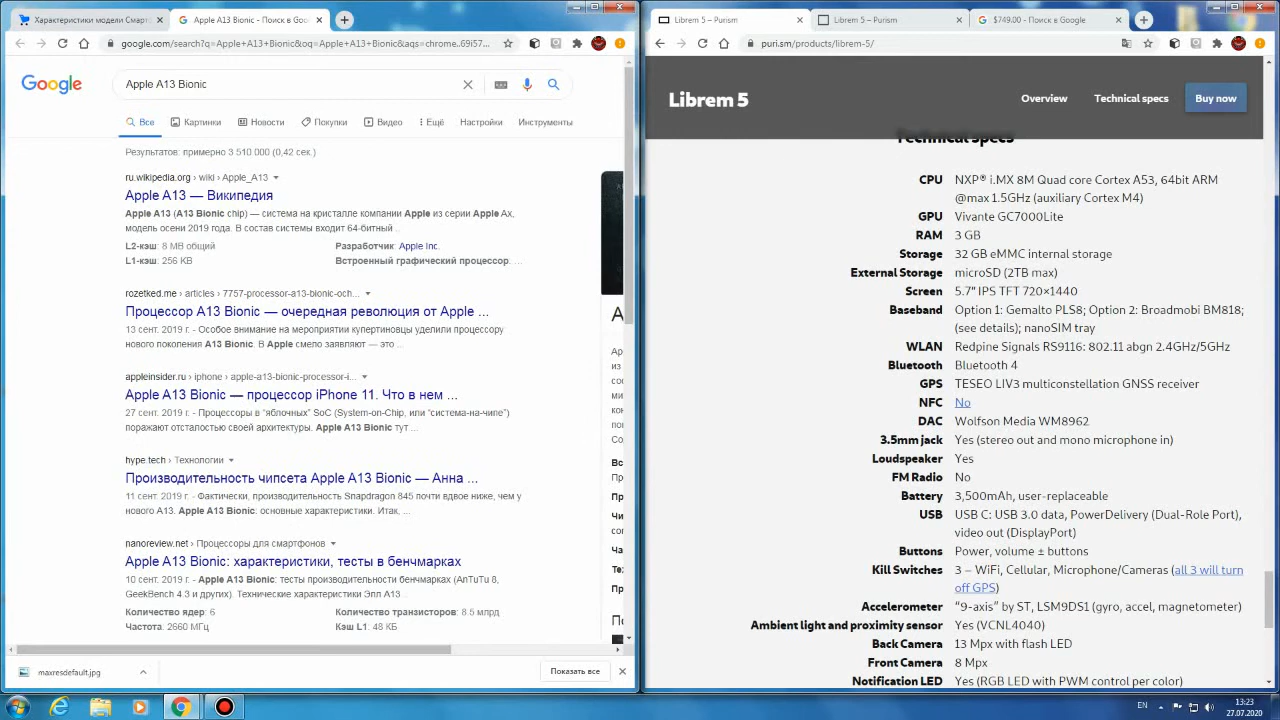 Характеристики модели Смарто
Apple A13 Bionic - Поиск в Goo
google.com/search?q=Apple+A13+Bionic&oq=Apple+A13+Bionic&aqs=chrome..69i57...
Google
Apple A13 Bionic
Все
Картинки
Новости
Покупки
Видео
Ещё
Настройки
Инструменты
Результатов: примерно 3 510 000 (0,42 сек.)
ru.wikipedia.org › wiki › Apple_A13
Apple A13 — Википедия
Apple A13 (A13 Bionic chip) — система на кристалле компании Apple из серии Apple Ax,
модель осени 2019 года. В состав системы входит 64-битный ...
L2-кэш: 8 MB общий
Разработчик: Apple Inc.
L1-кэш: 256 KB
Встроенный графический процессор: ...
rozetked.me › articles › 7757-processor-a13-bionic-och...
Процессор A13 Bionic — очередная революция от Apple ...
13 сент. 2019 г. - Особое внимание на мероприятии купертиновцы уделили процессору
нового поколения A13 Bionic. В Apple смело заявляют — это ...
appleinsider.ru › iphone › apple-a13-bionic-processor-i...
Apple A13 Bionic — процессор iPhone 11. Что в нем ...
27 сент. 2019 г. - Процессоры в “яблочных” SoC (System-on-Chip, или “система-на-чипе”)
поражают отсталостью своей архитектуры. Apple A13 Bionic тут ...
hype.tech › Технологии
Производительность чипсета Apple A13 Bionic — Анна ...
11 сент. 2019 г. - Фактически, производительность Snapdragon 845 почти вдвое ниже, чем у
нового A13. Apple A13 Bionic: основные характеристики. Итак, ...
nanoreview.net › Процессоры для смартфонов
Apple A13 Bionic: характеристики, тесты в бенчмарках
10 сент. 2019 г. - Apple A13 Bionic: тесты производительности бенчмарках (AnTuTu 8,
GeekBench 4.3 и других). Технические характеристики Эпл A13 ...
Количество ядер: 6
Количество транзисторов: 8.5 млрд
Частота: 2660 МГц
Кэш L1: 48 КБ
maxresdefault.jpg
Показать все
Librem 5 – Purism
Librem 5 – Purism
$749.00 - Поиск в Google
puri.sm/products/librem-5/
Librem 5
Overview
Technical specs
Buy now
Technical specs
CPU NXP® i.MX 8M Quad core Cortex A53, 64bit ARM
@max 1.5GHz (auxiliary Cortex M4)
GPU Vivante GC7000Lite
RAM 3 GB
Storage 32 GB eMMC internal storage
External Storage microSD (2TB max)
Screen 5.7″ IPS TFT 720×1440
Baseband Option 1: Gemalto PLS8; Option 2: Broadmobi BM818;
(see details); nanoSIM tray
WLAN Redpine Signals RS9116: 802.11 abgn 2.4GHz/5GHz
Bluetooth Bluetooth 4
GPS TESEO LIV3 multiconstellation GNSS receiver
NFC No
DAC Wolfson Media WM8962
3.5mm jack Yes (stereo out and mono microphone in)
Loudspeaker Yes
FM Radio No
Battery 3,500mAh, user-replaceable
USB USB C: USB 3.0 data, PowerDelivery (Dual-Role Port),
video out (DisplayPort)
Buttons Power, volume ± buttons
Kill Switches 3 – WiFi, Cellular, Microphone/Cameras (all 3 will turn
off GPS)
Accelerometer “9-axis” by ST, LSM9DS1 (gyro, accel, magnetometer)
Ambient light and proximity sensor Yes (VCNL4040)
Back Camera 13 Mpx with flash LED
Front Camera 8 Mpx
Notification LED Yes (RGB LED with PWM control per color)
EN
13:23
27.07.2020